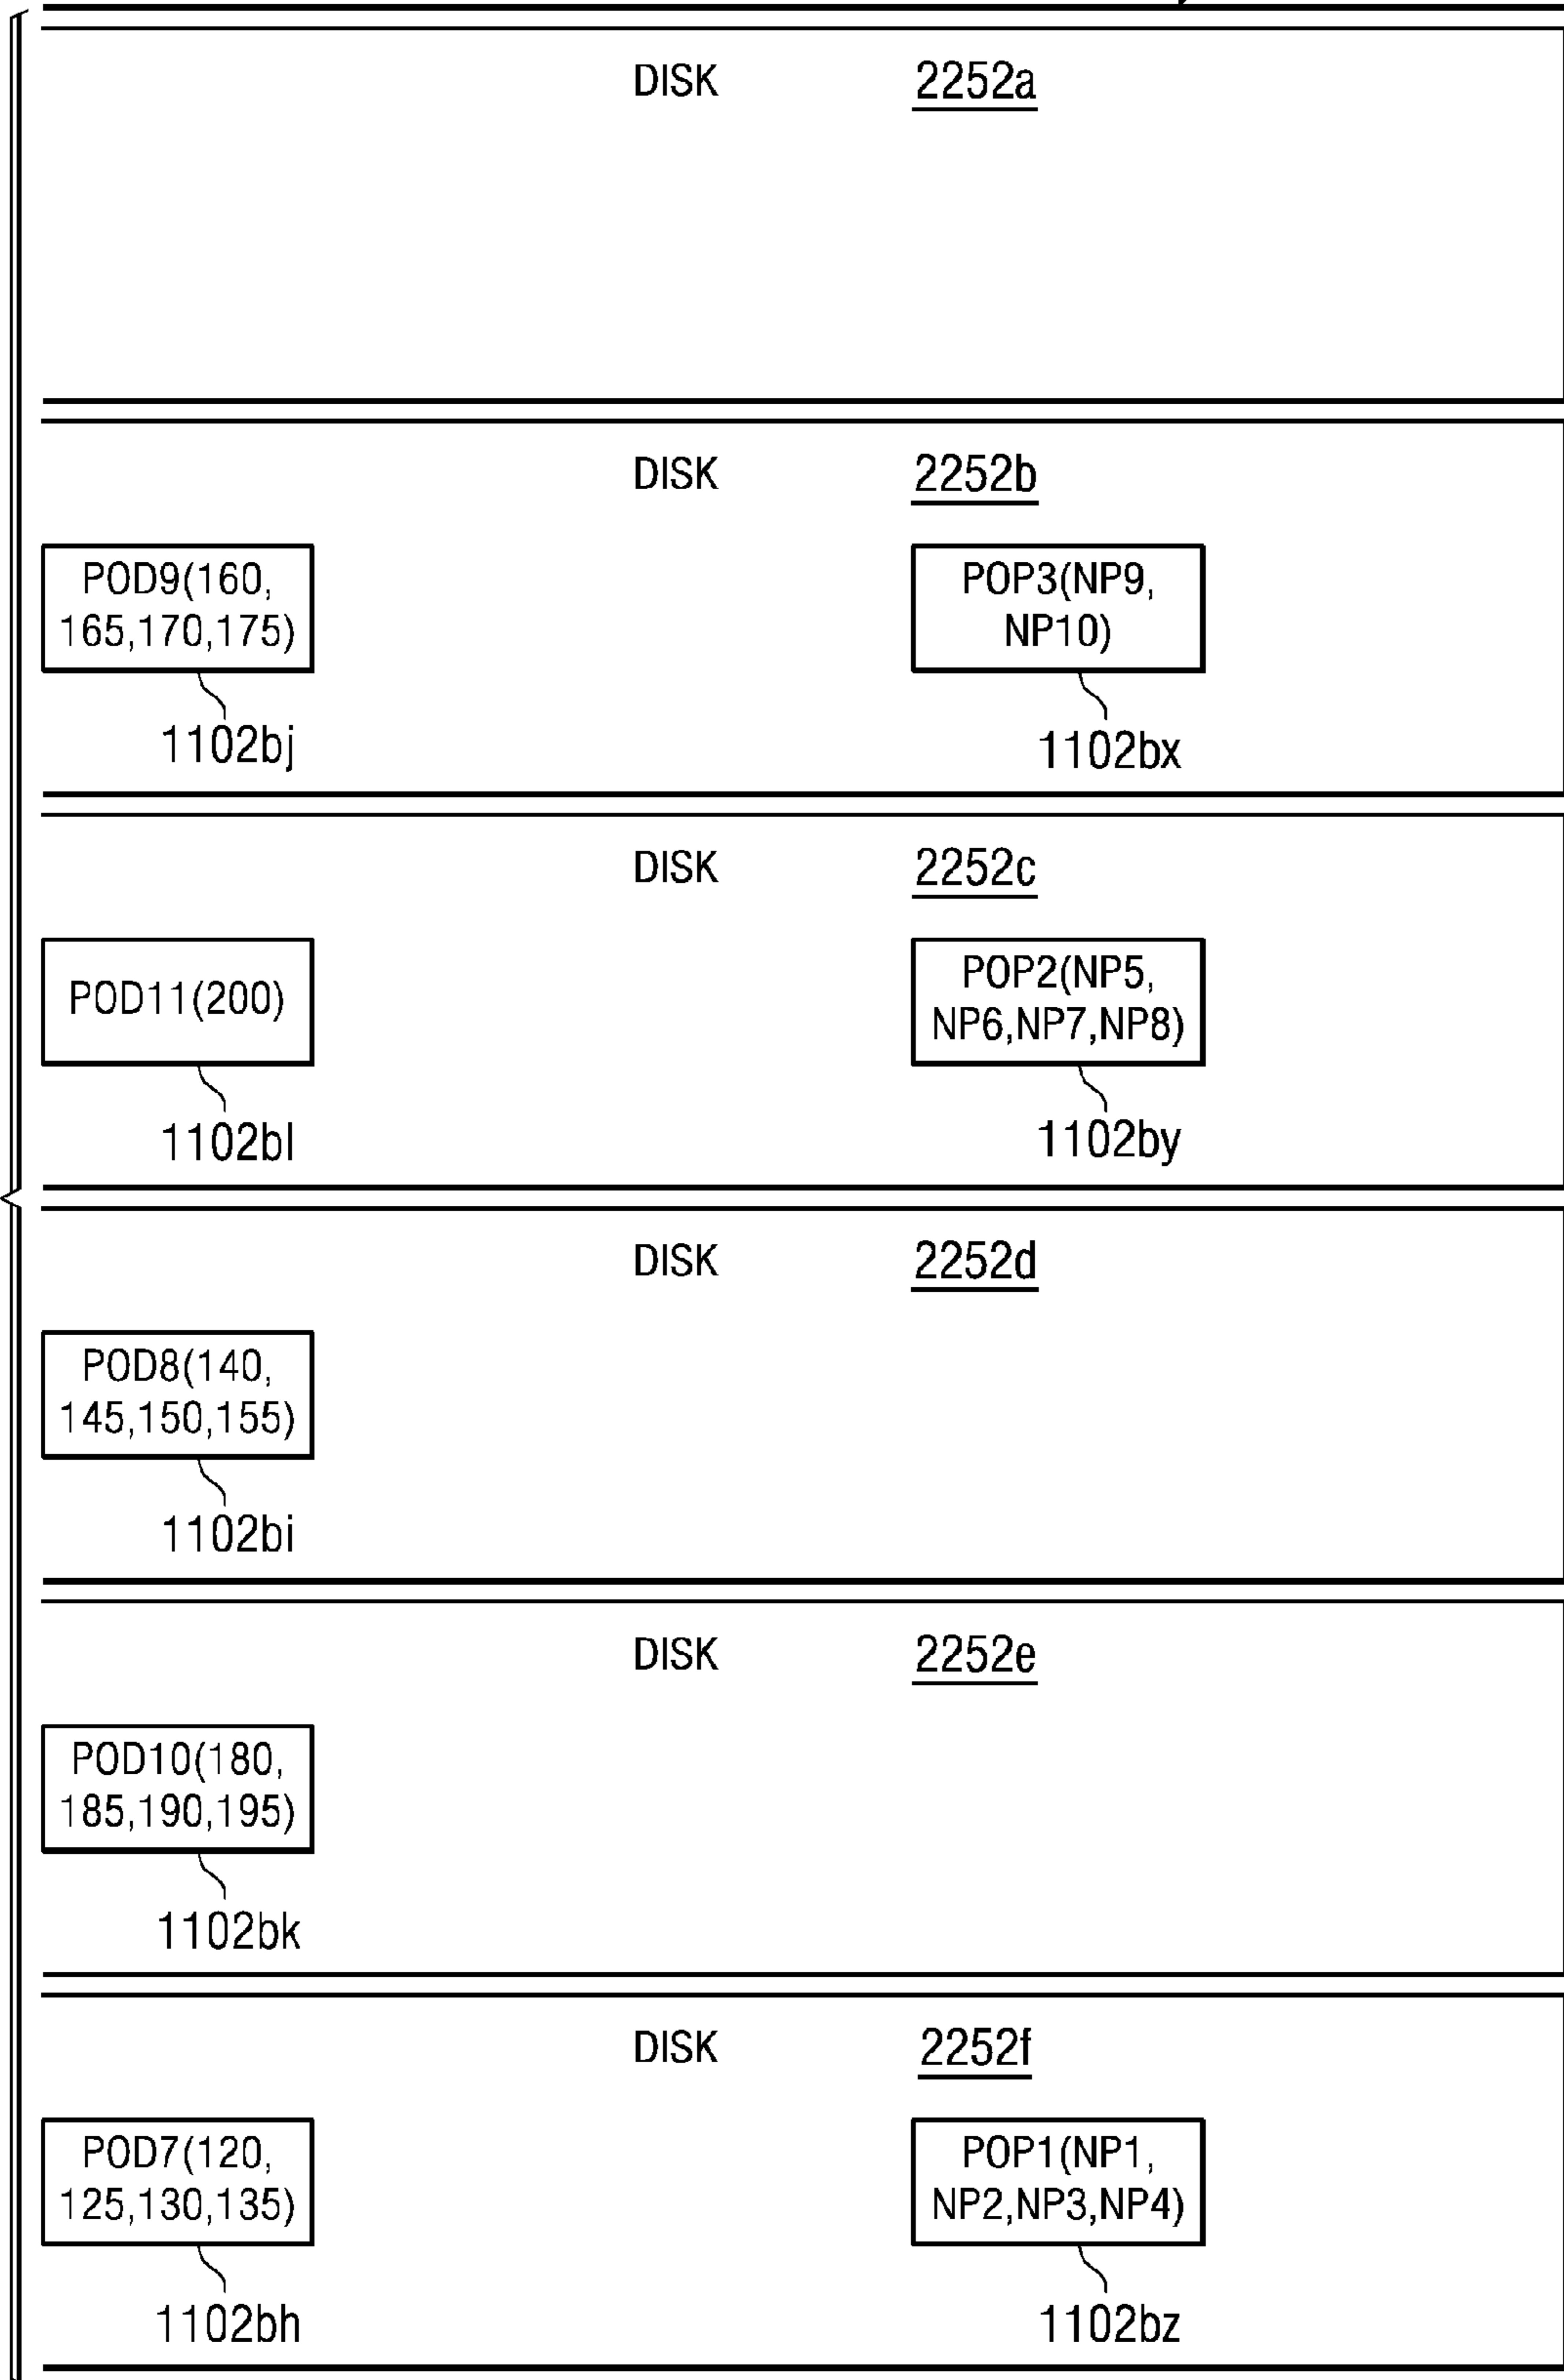 DISK 2252a
DISK 2252b
POD9(160,
165,170,175)
1102bj
POP3(NP9,
NP10)
1102bx
DISK 2252c
POD11(200)
1102bl
POP2(NP5,
NP6,NP7,NP8)
1102by
DISK 2252d
POD8(140,
145,150,155)
1102bi
DISK 2252e
POD10(180,
185,190,195)
1102bk
DISK 2252f
POD7(120,
125,130,135)
1102bh
POP1(NP1,
NP2,NP3,NP4)
1102bz